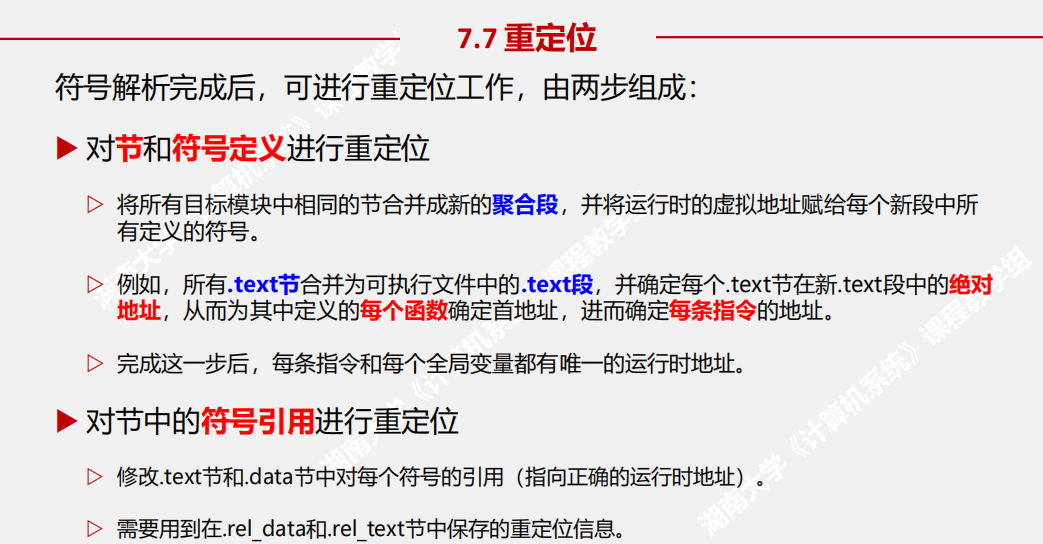 7.7 重定位
符号解析完成后，可进行重定位工作，由两步组成：
对节和符号定义进行重定位
将所有目标模块中相同的节合并成新的聚合段，并将运行时的虚拟地址赋给每个新段中所
有定义的符号。
例如，所有.text节合并为可执行文件中的.text段，并确定每个.text节在新.text段中的绝对
地址，从而为其中定义的每个函数确定首地址，进而确定每条指令的地址。
完成这一步后，每条指令和每个全局变量都有唯一的运行时地址。
对节中的符号引用进行重定位
修改.text节和.data节中对每个符号的引用（指向正确的运行时地址）。
需要用到在.rel_data和.rel_text节中保存的重定位信息。
湖南大学《计算机系统》课程教学
湖南大学《计算机系统》课程教学
湖南大学《计算机系统》课程教学组